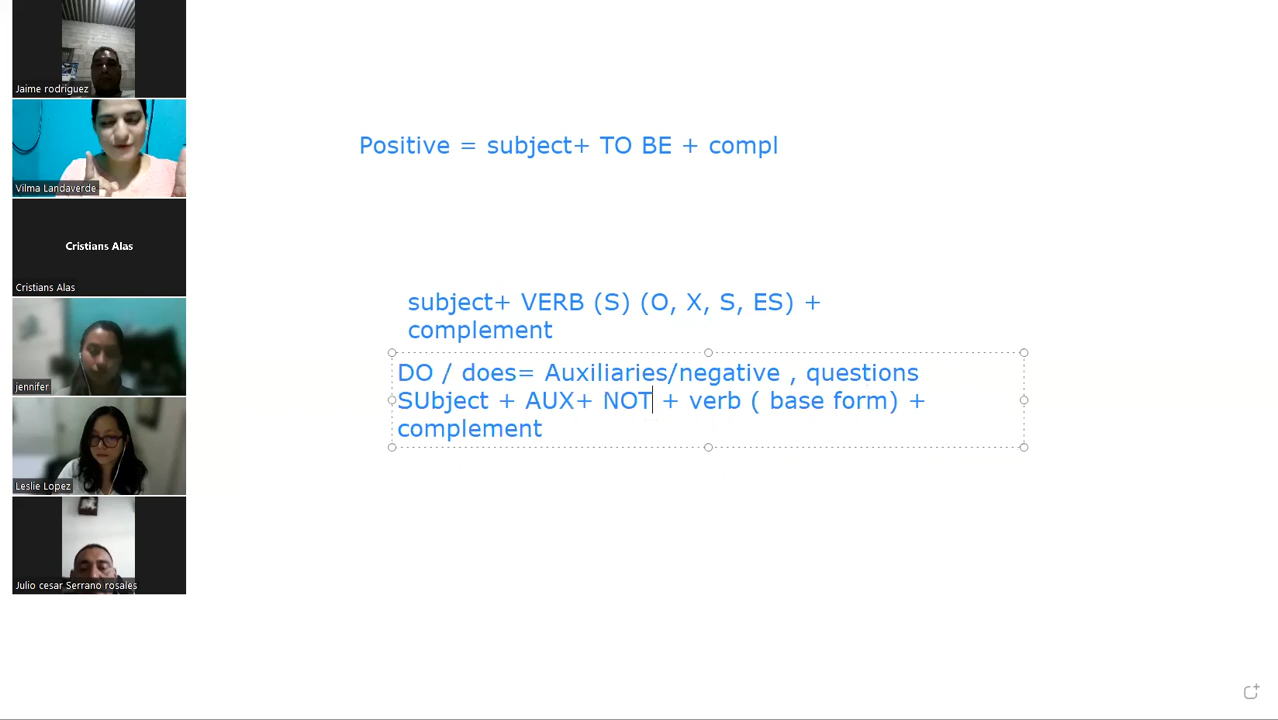 Jaime rodriguez
Vilma Landaverde
Cristians Alas
Cristians Alas
jennifer
Leslie Lopez
Julio cesar Serrano rosales
Positive = subject+ TO BE + compl
subject+ VERB (S) (O, X, S, ES) +
complement
DO / does= Auxiliaries/negative , questions
SUbject + AUX+ NOT + verb ( base form) +
complement